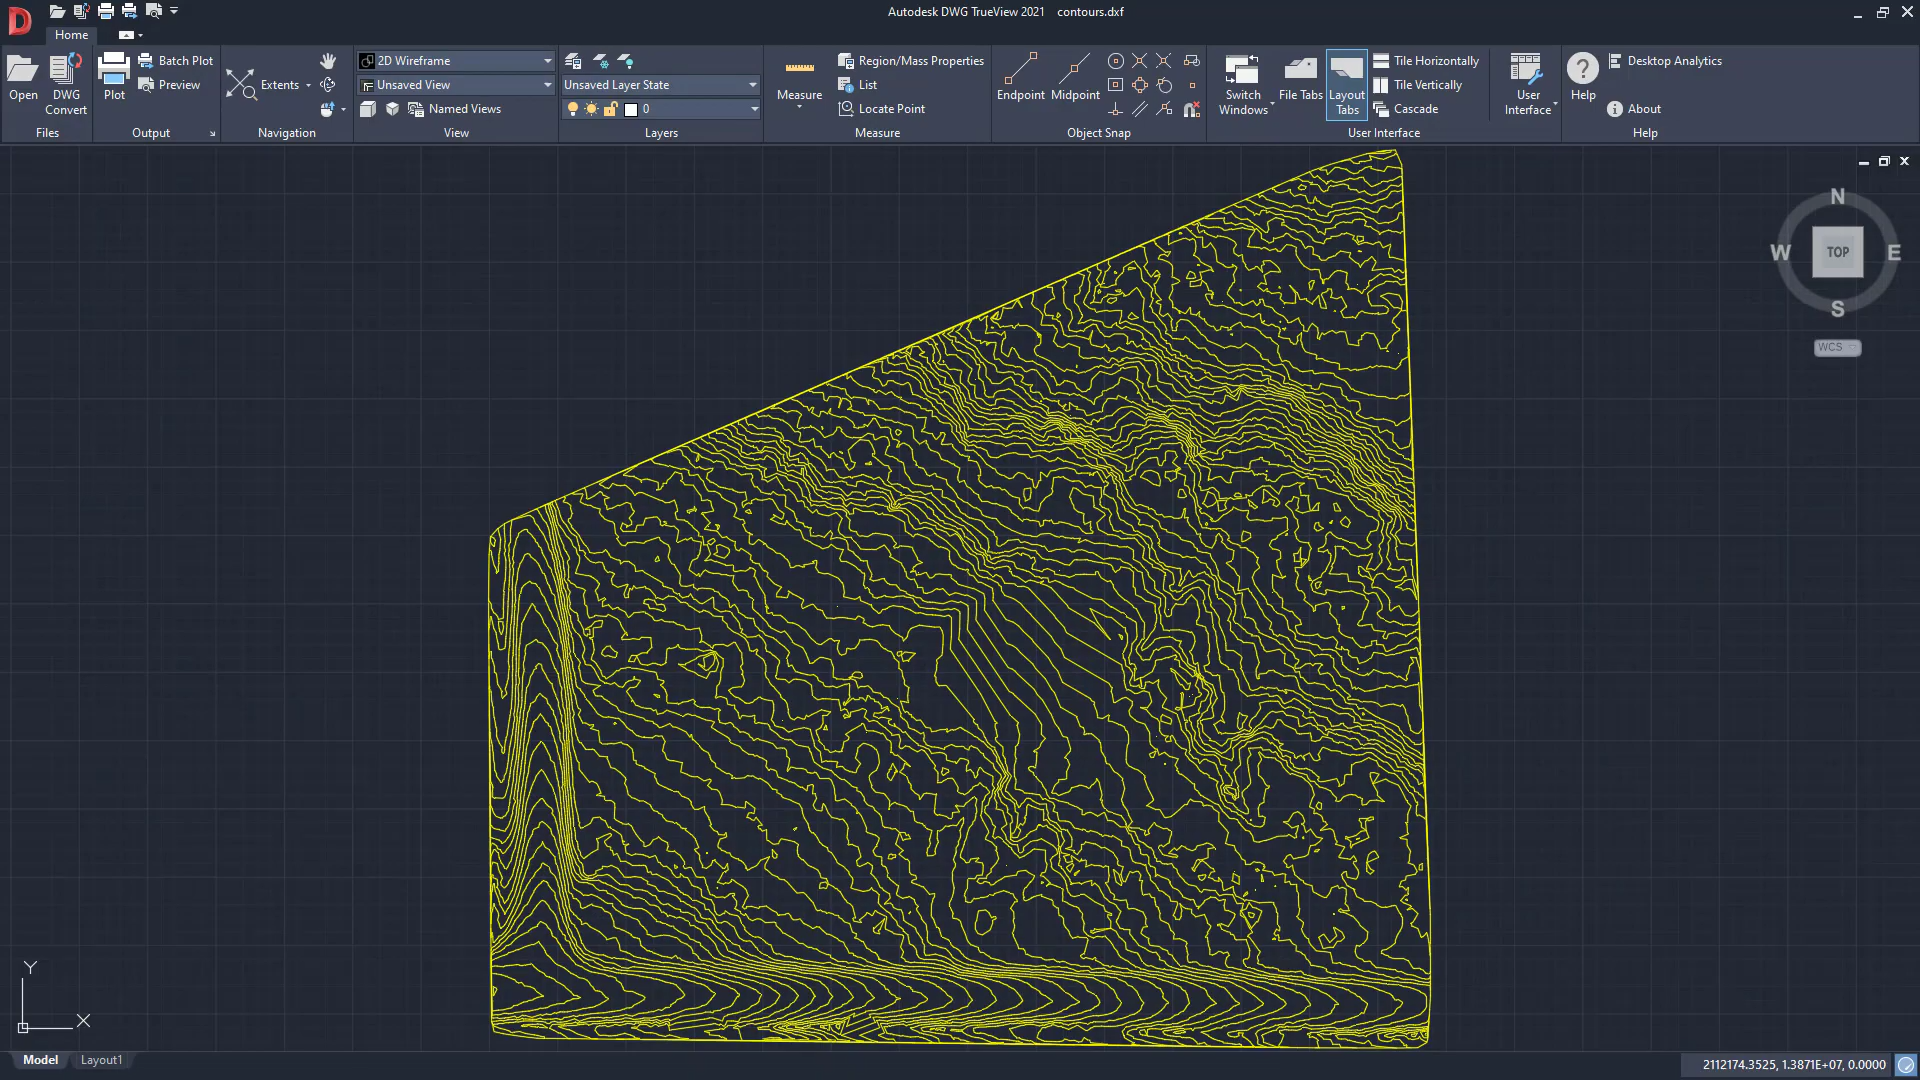 Autodesk DWG TrueView 2021 contours.dxf
Home
Open
DWG Convert
Files
Plot
Batch Plot
Preview
Output
Extents
Navigation
2D Wireframe
Unsaved View
Named Views
View
Unsaved Layer State
0
Layers
Measure
Region/Mass Properties
List
Locate Point
Measure
Endpoint
Midpoint
Object Snap
Switch Windows
File Tabs
Layout Tabs
Tile Horizontally
Tile Vertically
Cascade
User Interface
User Interface
Help
Desktop Analytics
About
Help
N
W
TOP
E
S
WCS
Y
X
Model
Layout1
2112174.3525, 1.3871E+07, 0.0000